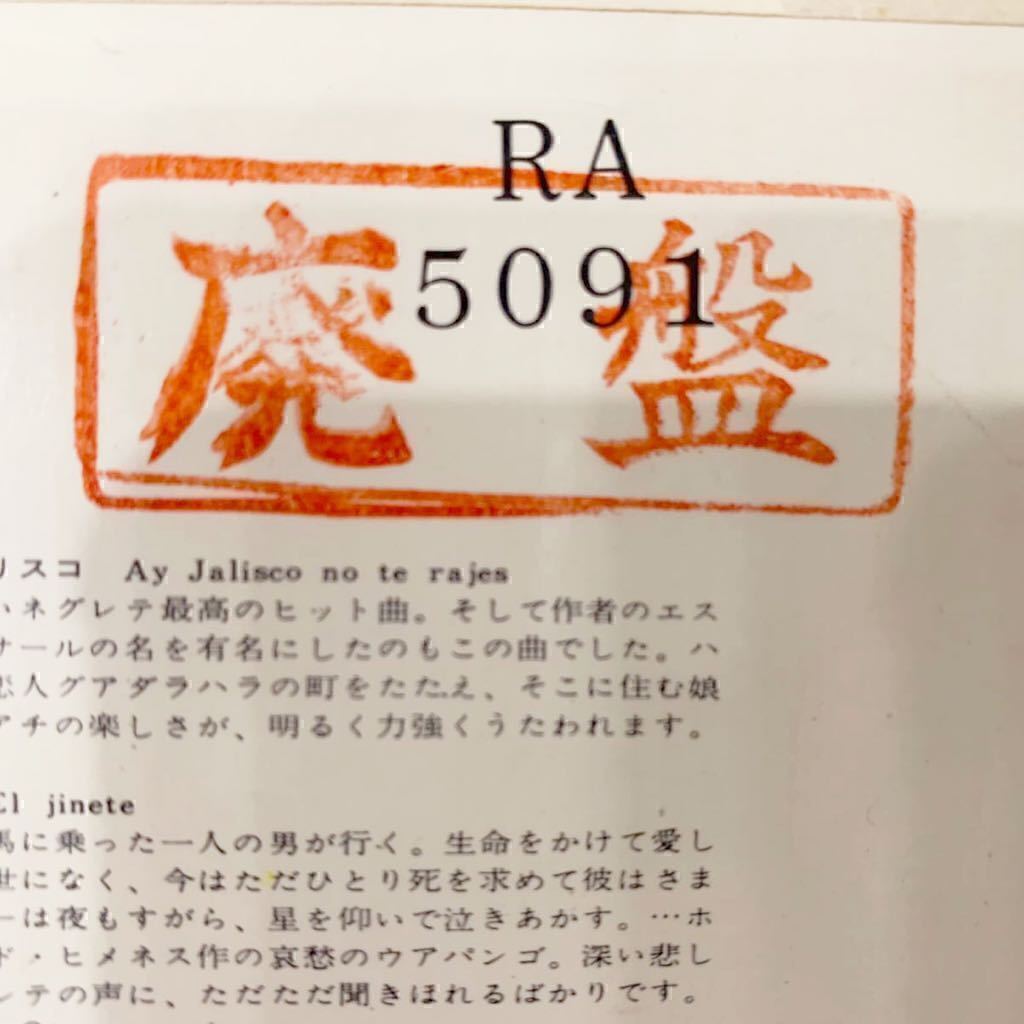 RA
5091
廃盤
リスコ Ay Jalisco no te rajes
ネグレテ最高のヒット曲。そして作者のエス
サールの名を有名にしたのもこの曲でした。ハ
恋人グアダラハラの町をたたえ、そこに住む娘
アチの楽しさが、明るく力強くうたわれます。
El jinete
馬に乗った一人の男が行く。生命をかけて愛し
世になく、今はただひとり死を求めて彼はさま
ーは夜もすがら、星を仰いで泣きあかす。…ホ
ド・ヒメネス作の哀愁のウアパンゴ。深い悲し
レテの声に、ただただ聞きほれるばかりです。